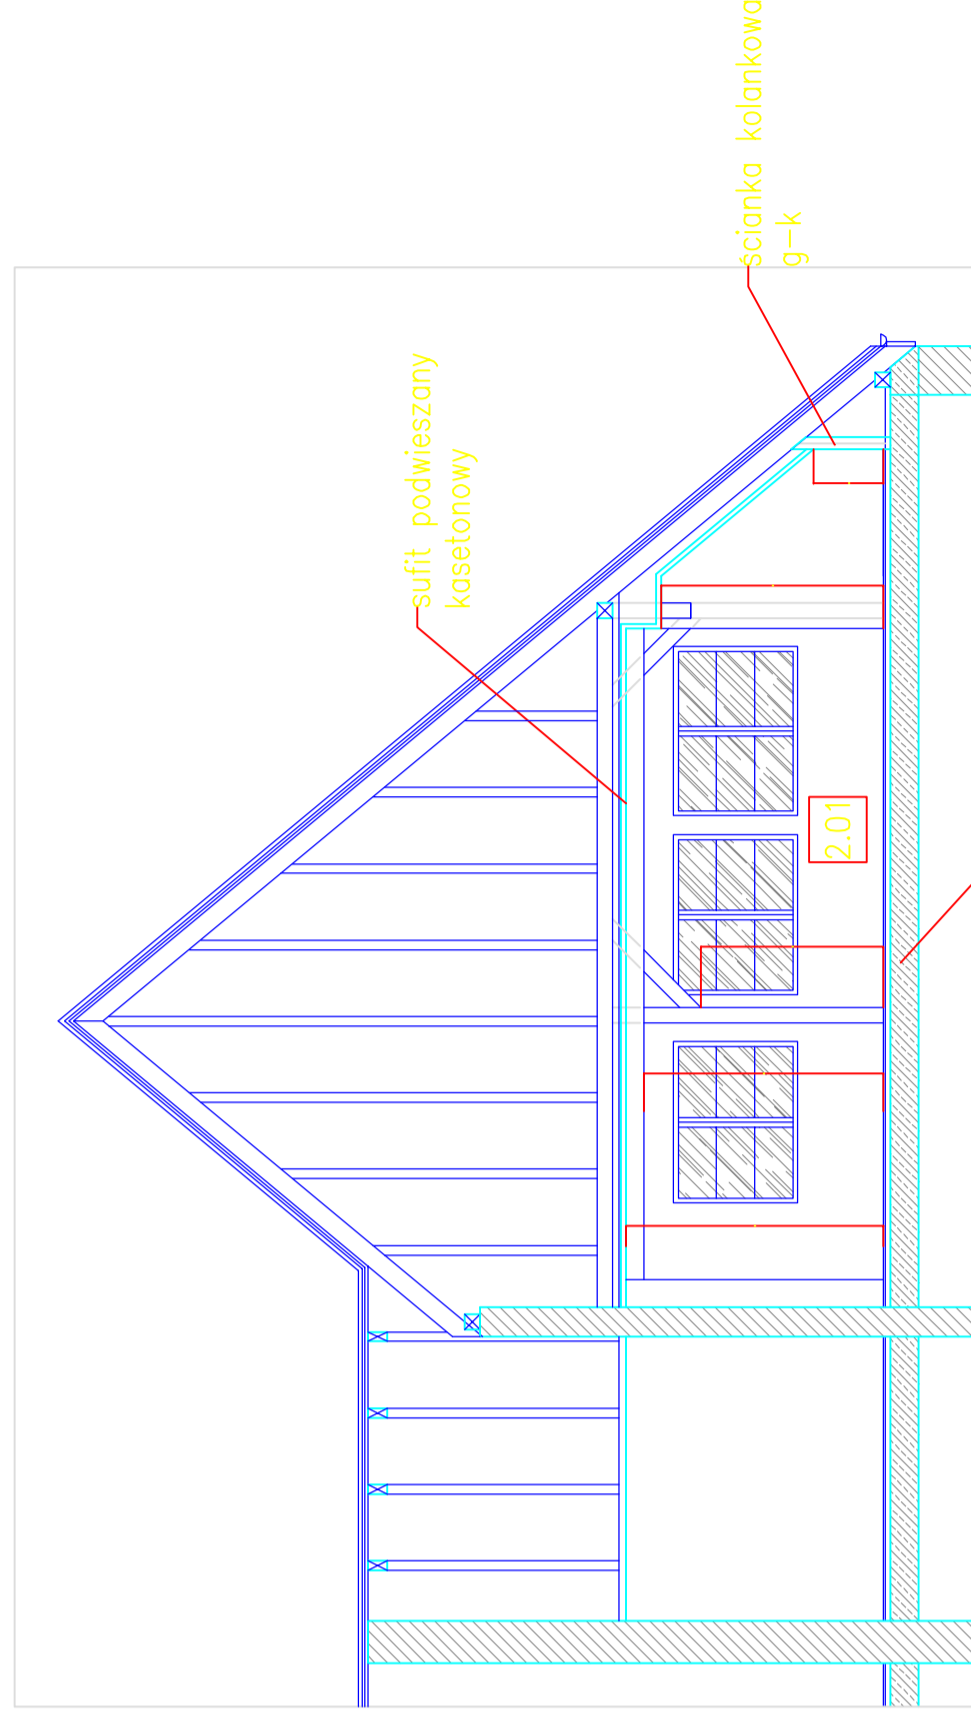 ścianka kolankowa
g-k
sufit podwieszany
kasetonowy
2.01